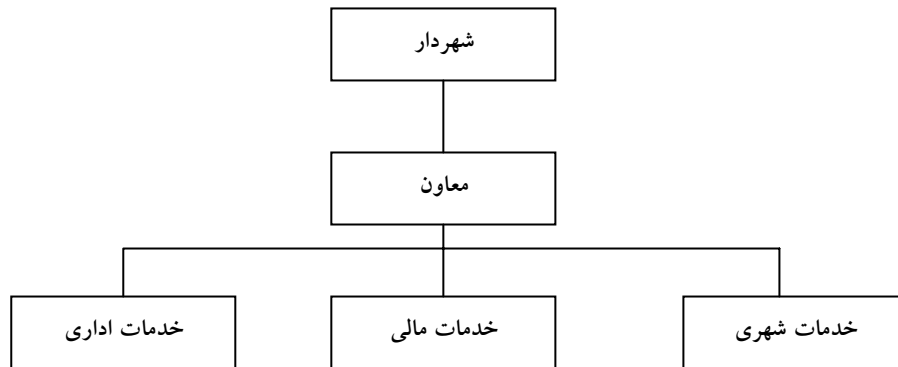 شهردار
معاون
خدمات شهری
خدمات مالی
خدمات اداری